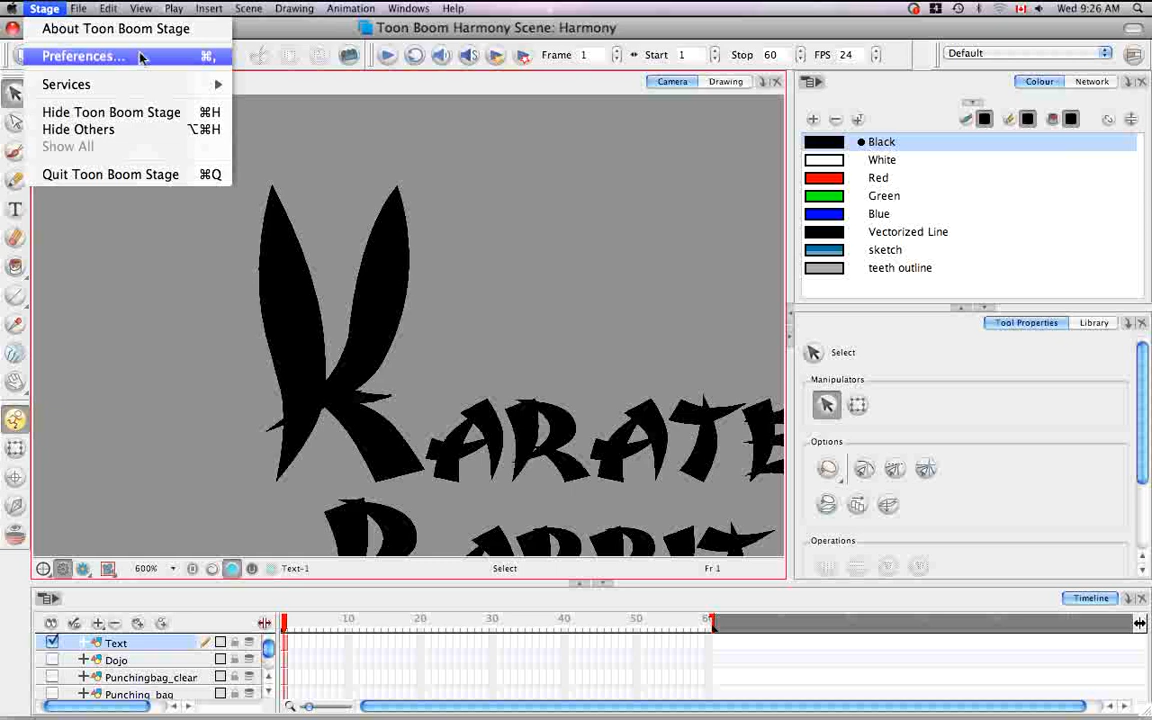 Stage File Edit View Play Insert Scene Drawing Animation Windows Help Wed 9:26 AM
About Toon Boom Stage
Toon Boom Harmony Scene: Harmony
Preferences... ⌘,
Frame 1 Start 1 Stop 60 FPS 24 Default
Services
Camera Drawing Colour Network
Hide Toon Boom Stage ⌘H
Hide Others ⌥⌘H
Show All
Quit Toon Boom Stage ⌘Q
Black
White
Red
Green
Blue
Vectorized Line
sketch
teeth outline
T
Tool Properties Library
Select
Manipulators
Options
Operations
KARATE
RABBIT
600% Text-1 Select Fr 1
Timeline
10 20 30 40 50
Text
Dojo
Punchingbag_clear
Punching_bag